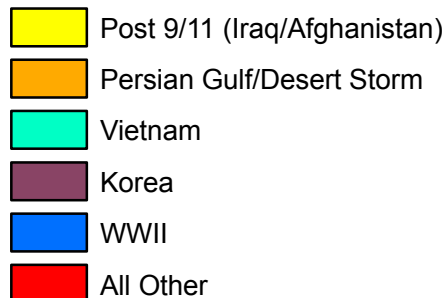 Post 9/11 (Iraq/Afghanistan)
Persian Gulf/Desert Storm
Vietnam
Korea
WWII
All Other